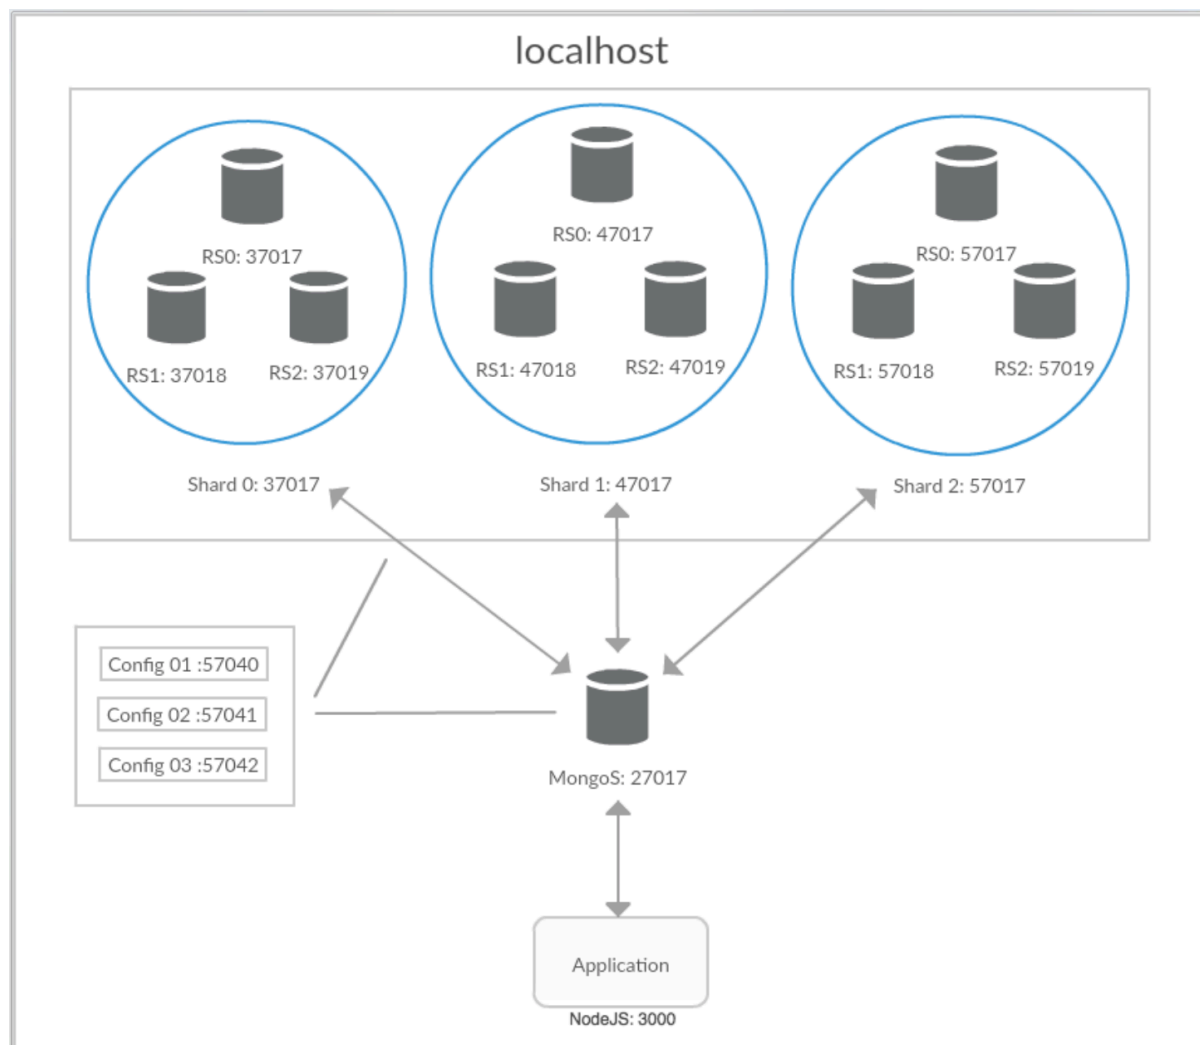 localhost
RS0: 37017
RS1: 37018
RS2: 37019
RS0: 47017
RS1: 47018
RS2: 47019
RS0: 57017
RS1: 57018
RS2: 57019
Shard 0: 37017
Shard 1: 47017
Shard 2: 57017
Config 01 :57040
Config 02 :57041
Config 03 :57042
MongoS: 27017
Application
NodeJS: 3000